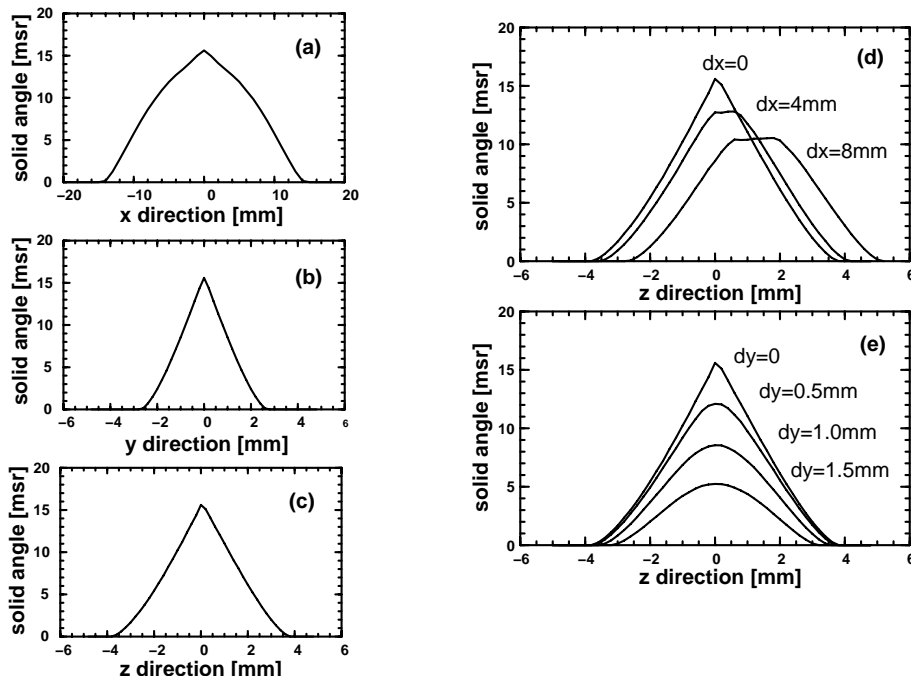 20
15
10
5
0
solid angle [msr]
(a)
−20 −10 0 10 20
x direction [mm]
20
15
10
5
0
solid angle [msr]
(b)
−6 −4 −2 0 2 4 6
y direction [mm]
20
15
10
5
0
solid angle [msr]
(c)
−6 −4 −2 0 2 4 6
z direction [mm]
20
15
10
5
0
solid angle [msr]
(d)
dx=0
dx=4mm
dx=8mm
−6 −4 −2 0 2 4 6
z direction [mm]
20
15
10
5
0
solid angle [msr]
(e)
dy=0
dy=0.5mm
dy=1.0mm
dy=1.5mm
−6 −4 −2 0 2 4 6
z direction [mm]